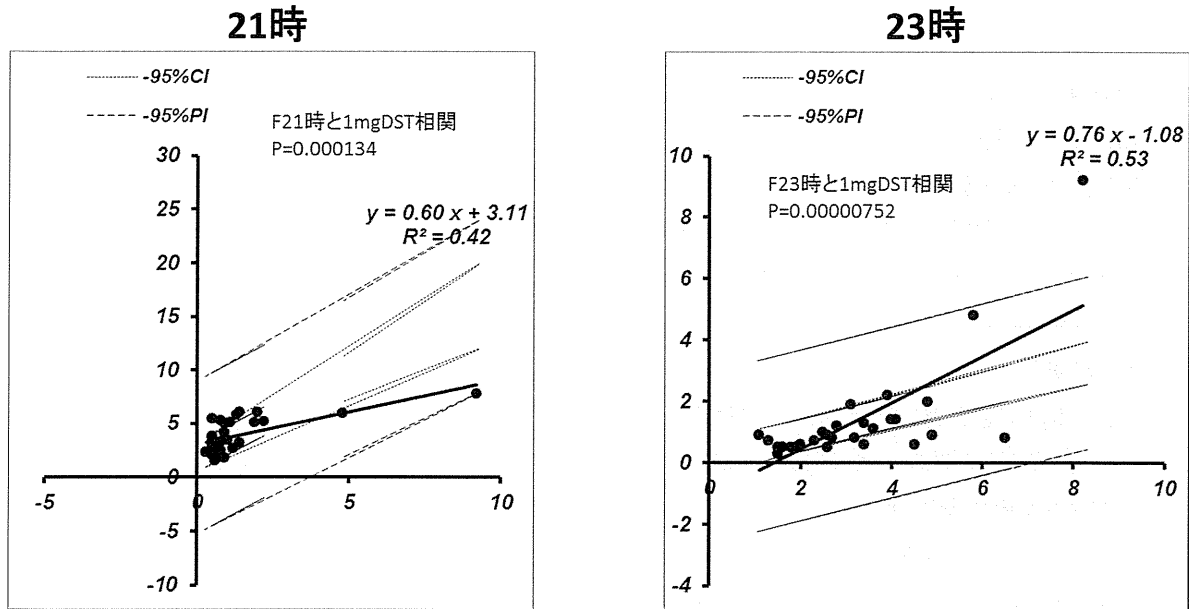 21時
-95%CI
-95%PI
F21時と1mgDST相関
P=0.000134
y = 0.60 x + 3.11
R² = 0.42
30
25
20
15
10
5
0
-5
-10
-5
0
5
10
23時
-95%CI
-95%PI
y = 0.76 x - 1.08
R² = 0.53
F23時と1mgDST相関
P=0.00000752
10
8
6
4
2
0
-2
-4
0
2
4
6
8
10